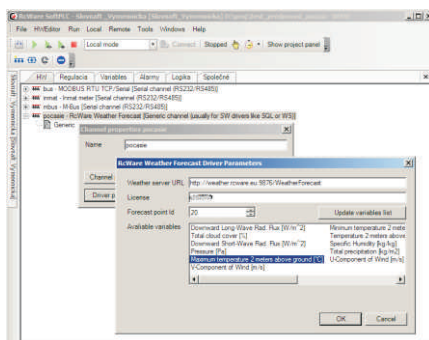 RcWare SoftPLC - Slovsoft _Vymennicka [Slovsoft_Vymennicka]
File HWEditor Run Local Remote Tools Windows Help
Local mode Connect Stopped Show project panel
HW Regulacia Variables Alarmy Logika Společné
bus - MODBUS RTU TCP/Serial [Serial channel (RS232/RS485)]
inmat - Inmat meter [Serial channel (RS232/RS485)]
mbus - M-Bus [Serial channel (RS232/RS485)]
pocasie - RcWare Weather Forecast [Generic channel (usually for SW drivers like SQL or WS)]
Generic
Channel properties pocasie
Name pocasie
Channel
Driver p
RcWare Weather Forecast Driver Parameters
Weather server URL http://weather.rcware.eu:9876/WeatherForecast
License
Forecast point Id 20 Update variables list
Available variables
Downward Long-Wave Rad. Flux [W/m^2] Minimum temperature 2 mete
Total cloud cover [%] Temperature 2 meters above
Downward Short-Wave Rad. Flux [W/m^2] Specific Humidity [kg/kg]
Pressure [Pa] Total precipitation [kg/m2]
Maximum temperature 2 meters above ground [°C] U-Component of Wind [m/s]
V-Component of Wind [m/s]
OK Cancel